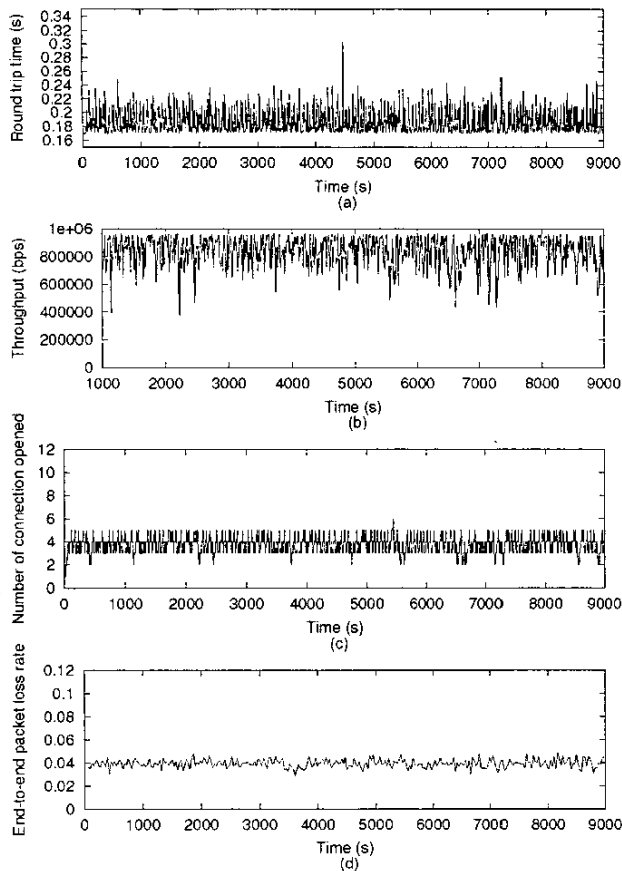 Round trip time (s)
0.34
0.32
0.3
0.28
0.26
0.24
0.22
0.2
0.18
0.16
0 1000 2000 3000 4000 5000 6000 7000 8000 9000
Time (s)
(a)
Throughput (bps)
1e+06
800000
600000
400000
200000
0
1000 2000 3000 4000 5000 6000 7000 8000 9000
Time (s)
(b)
Number of connection opened
12
10
8
6
4
2
0
0 1000 2000 3000 4000 5000 6000 7000 8000 9000
Time (s)
(c)
End-to-end packet loss rate
0.12
0.1
0.08
0.06
0.04
0.02
0
0 1000 2000 3000 4000 5000 6000 7000 8000 9000
Time (s)
(d)